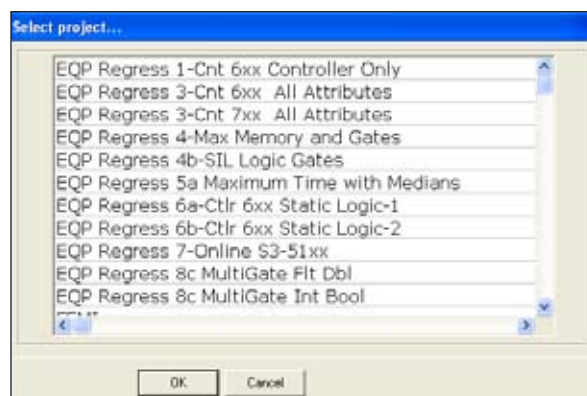 Select project...
EQP Regress 1-Cnt 6xx Controller Only
EQP Regress 3-Cnt 6xx  All Attributes
EQP Regress 3-Cnt 7xx  All Attributes
EQP Regress 4-Max Memory and Gates
EQP Regress 4b-SIL Logic Gates
EQP Regress 5a Maximum Time with Medians
EQP Regress 6a-Ctlr 6xx Static Logic-1
EQP Regress 6b-Ctlr 6xx Static Logic-2
EQP Regress 7-Online S3-51xx
EQP Regress 8c MultiGate Flt Dbl
EQP Regress 8c MultiGate Int Bool
OK
Cancel